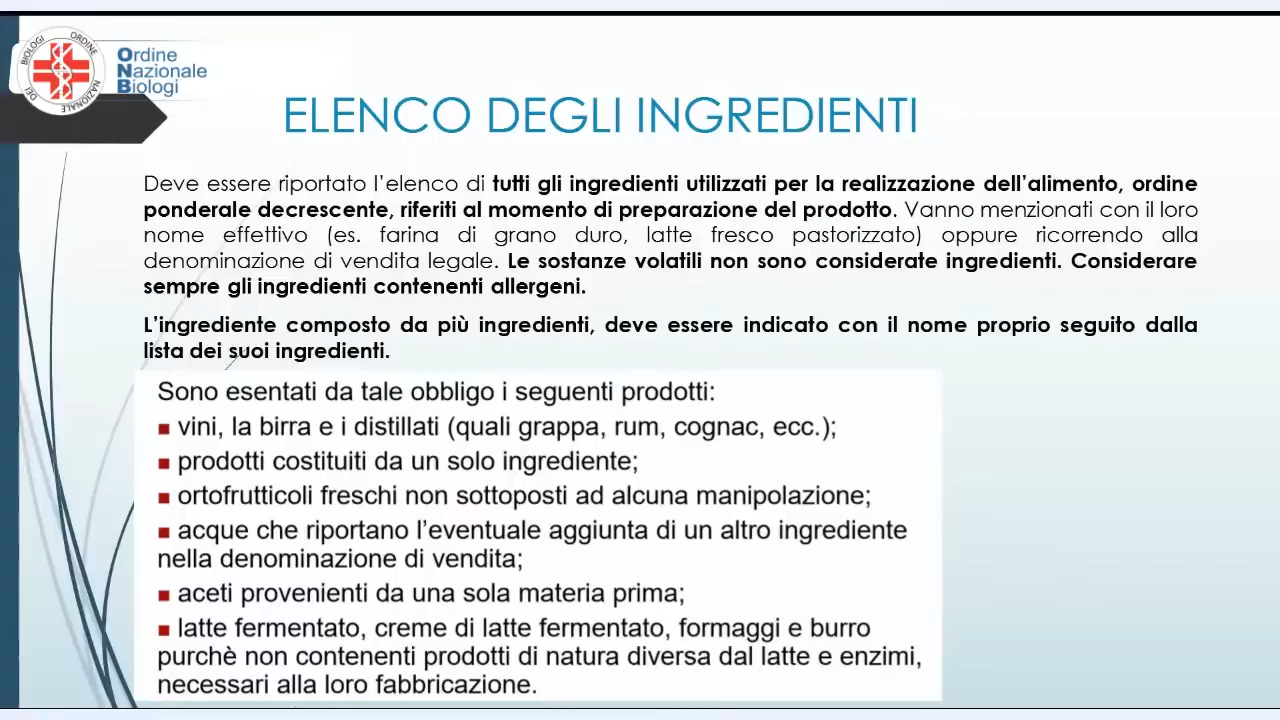 ORDINE
NAZIONALE
DEI
BIOLOGI
Ordine
Nazionale
Biologi
ELENCO DEGLI INGREDIENTI
Deve essere riportato l’elenco di tutti gli ingredienti utilizzati per la realizzazione dell’alimento, ordine
ponderale decrescente, riferiti al momento di preparazione del prodotto. Vanno menzionati con il loro
nome effettivo (es. farina di grano duro, latte fresco pastorizzato) oppure ricorrendo alla
denominazione di vendita legale. Le sostanze volatili non sono considerate ingredienti. Considerare
sempre gli ingredienti contenenti allergeni.
L’ingrediente composto da più ingredienti, deve essere indicato con il nome proprio seguito dalla
lista dei suoi ingredienti.
Sono esentati da tale obbligo i seguenti prodotti:
■ vini, la birra e i distillati (quali grappa, rum, cognac, ecc.);
■ prodotti costituiti da un solo ingrediente;
■ ortofrutticoli freschi non sottoposti ad alcuna manipolazione;
■ acque che riportano l’eventuale aggiunta di un altro ingrediente
nella denominazione di vendita;
■ aceti provenienti da una sola materia prima;
■ latte fermentato, creme di latte fermentato, formaggi e burro
purchè non contenenti prodotti di natura diversa dal latte e enzimi,
necessari alla loro fabbricazione.